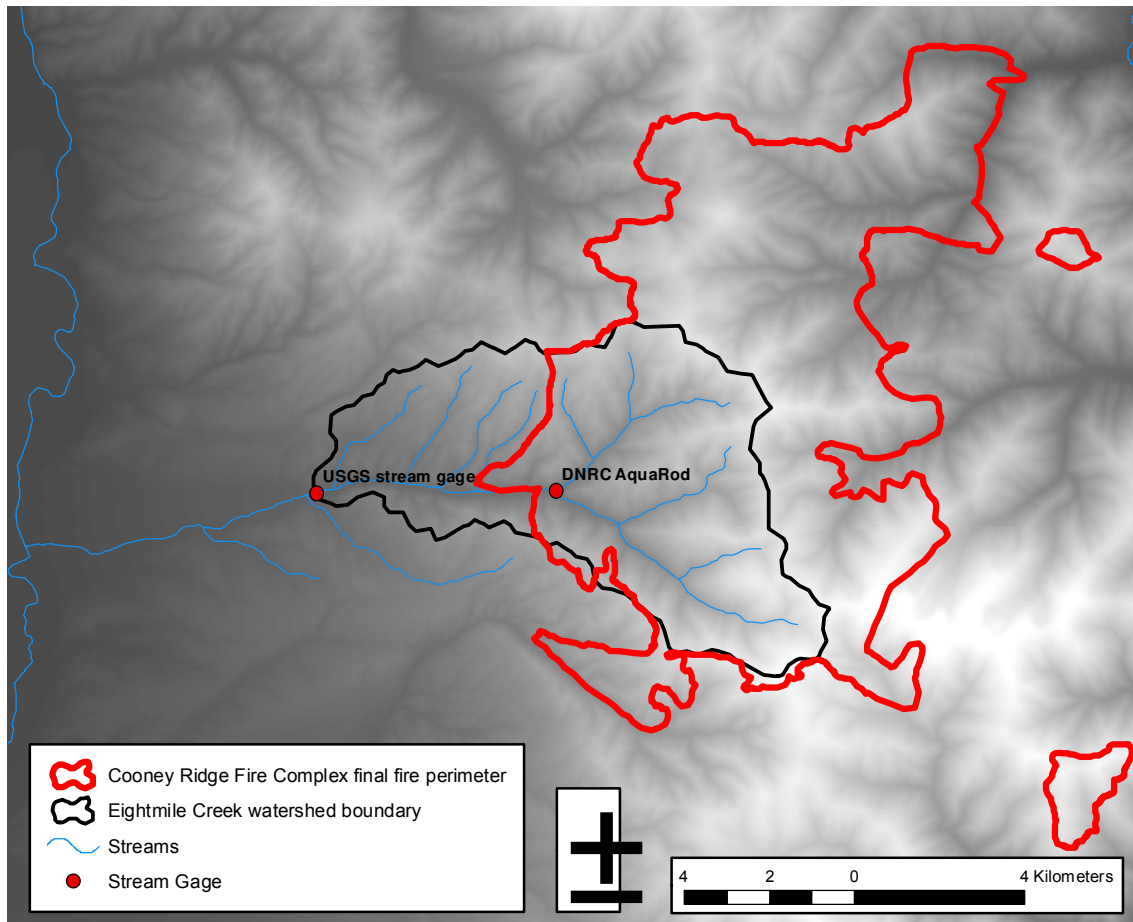 USGS stream gage
DNRC AquaRod
Cooney Ridge Fire Complex final fire perimeter
Eightmile Creek watershed boundary
Streams
Stream Gage
±
4 2 0 4 Kilometers